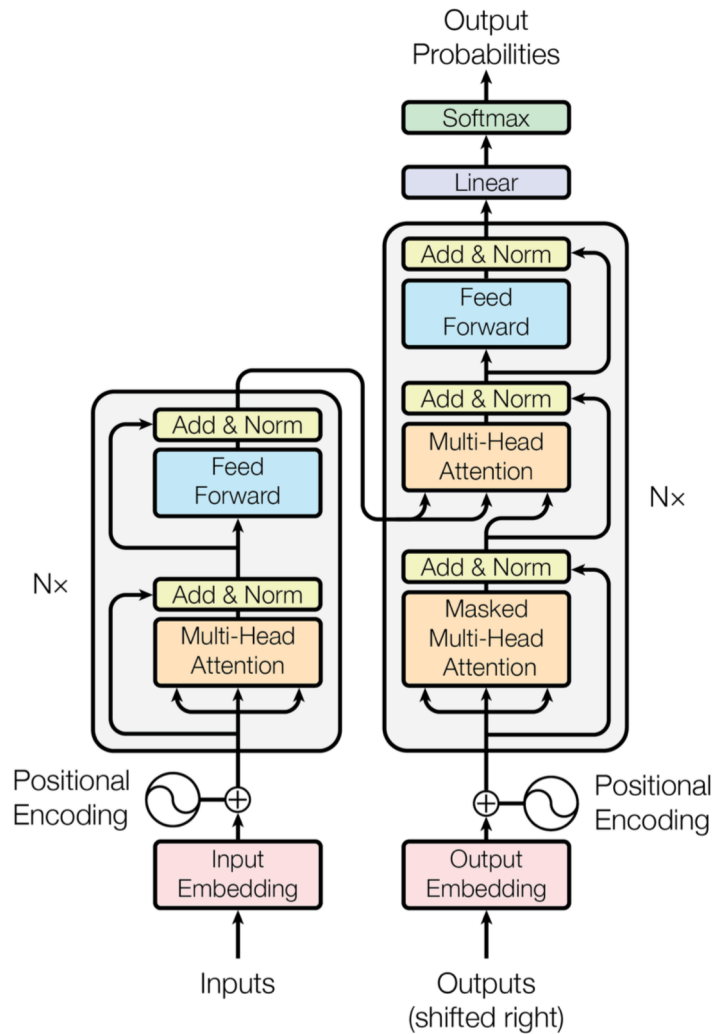 Output
Probabilities
Softmax
Linear
Add & Norm
Feed
Forward
Add & Norm
Multi-Head
Attention
Add & Norm
Masked
Multi-Head
Attention
Nx
Add & Norm
Feed
Forward
Add & Norm
Multi-Head
Attention
Nx
Positional
Encoding
Positional
Encoding
Input
Embedding
Output
Embedding
Inputs
Outputs
(shifted right)